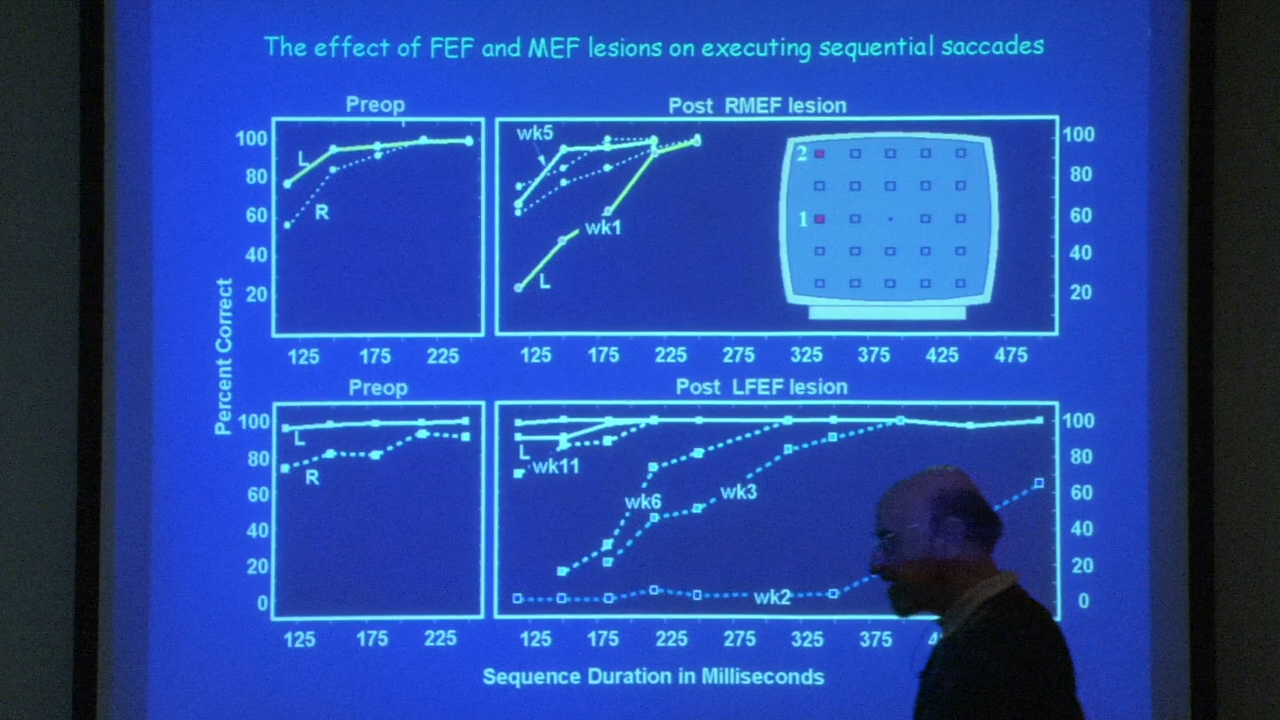 The effect of FEF and MEF lesions on executing sequential saccades
Preop
Post RMEF lesion
100
80
60
40
20
L
R
wk5
wk1
L
2
1
100
80
60
40
20
125 175 225
125 175 225 275 325 375 425 475
Percent Correct
Preop
Post LFEF lesion
100
80
60
40
20
0
L
R
L
wk11
wk6
wk3
wk2
100
80
60
40
20
0
125 175 225
125 175 225 275 325 375 4
Sequence Duration in Milliseconds